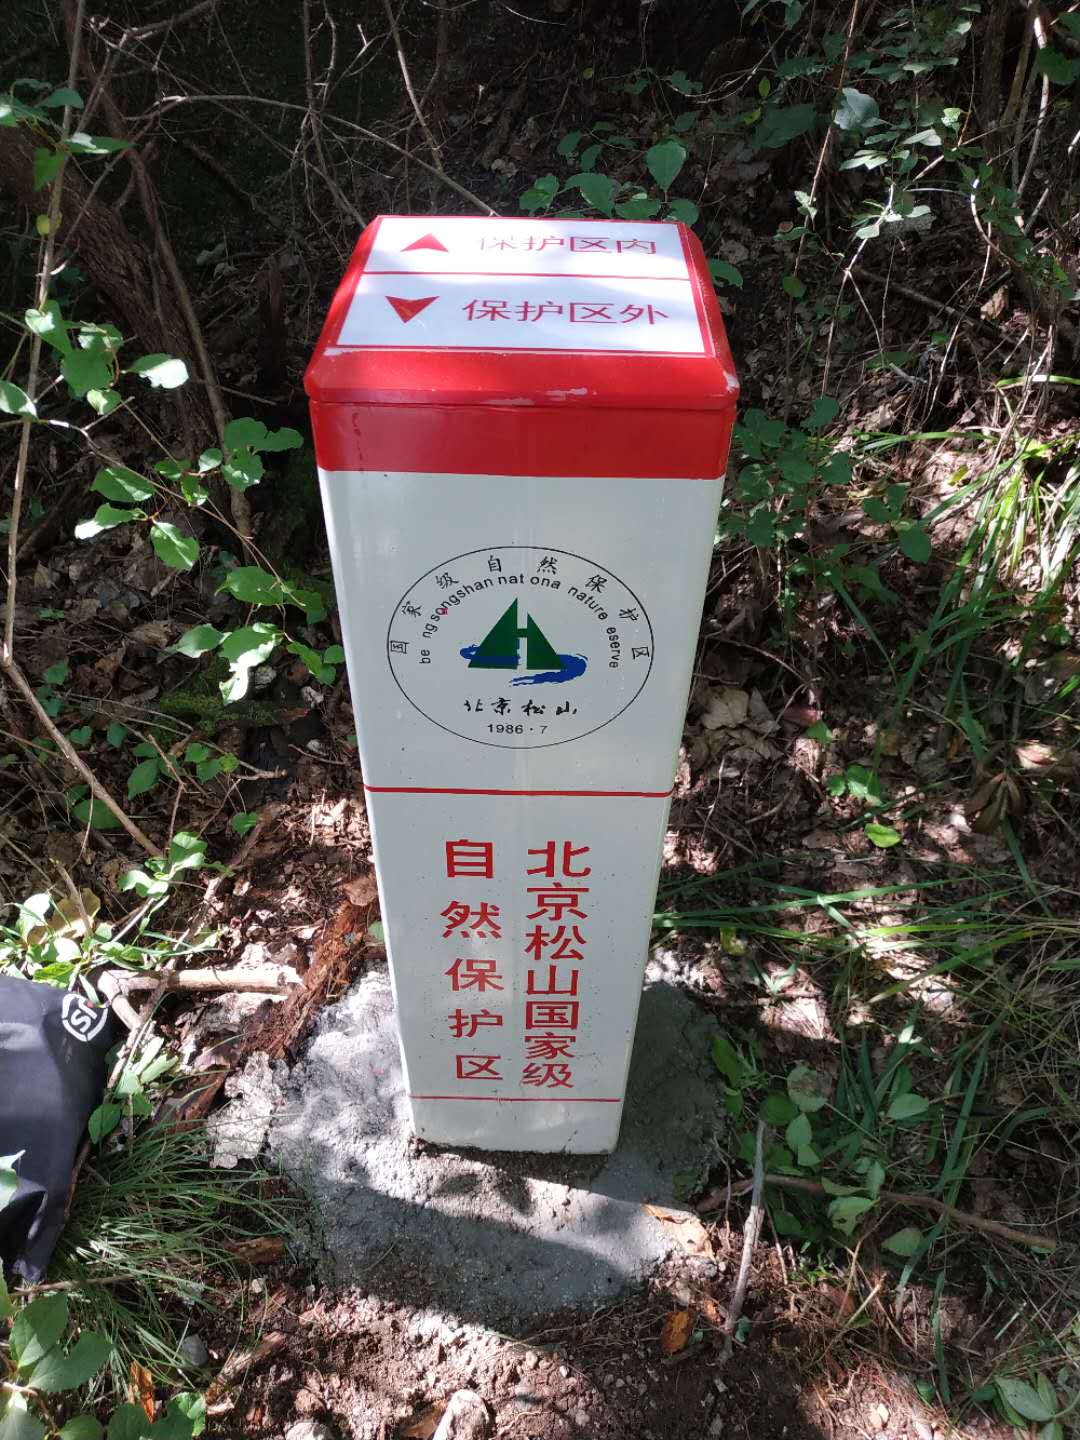 保护区内
保护区外
国家级自然保护区
be ng songshan nat ona nature eserve
北京松山
1986·7
北京松山国家级
自然保护区